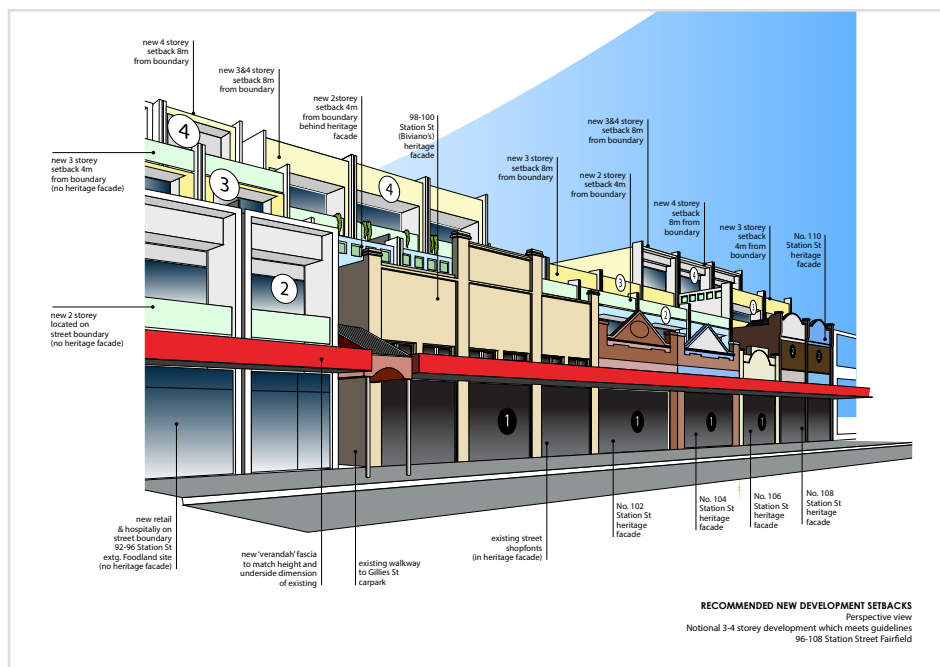 new 4 storey
setback 8m
from boundary
new 3&4 storey
setback 8m
from boundary
new 2storey
setback 4m
from boundary
behind heritage
facade
98-100
Station St
(Biviano's)
heritage
facade
new 3&4 storey
setback 8m
from boundary
new 3 storey
setback 8m
from boundary
new 2 storey
setback 4m
from boundary
new 4 storey
setback
8m from
boundary
new 3 storey
setback
4m from
boundary
No. 110
Station St
heritage
facade
new 3 storey
setback 4m
from boundary
(no heritage facade)
4
3
4
2
3
4
2
3
2
2
new 2 storey
located on
street boundary
(no heritage facade)
1
1
1
1
new retail
& hospitaliy on
street boundary
92-96 Station St
extg. Foodland site
(no heritage facade)
new 'verandah' fascia
to match height and
underside dimension
of existing
existing walkway
to Gillies St
carpark
existing street
shopfonts
(in heritage facade)
No. 102
Station St
heritage
facade
No. 104
Station St
heritage
facade
No. 106
Station St
heritage
facade
No. 108
Station St
heritage
facade
RECOMMENDED NEW DEVELOPMENT SETBACKS
Perspective view
Notional 3-4 storey development which meets guidelines
96-108 Station Street Fairfield